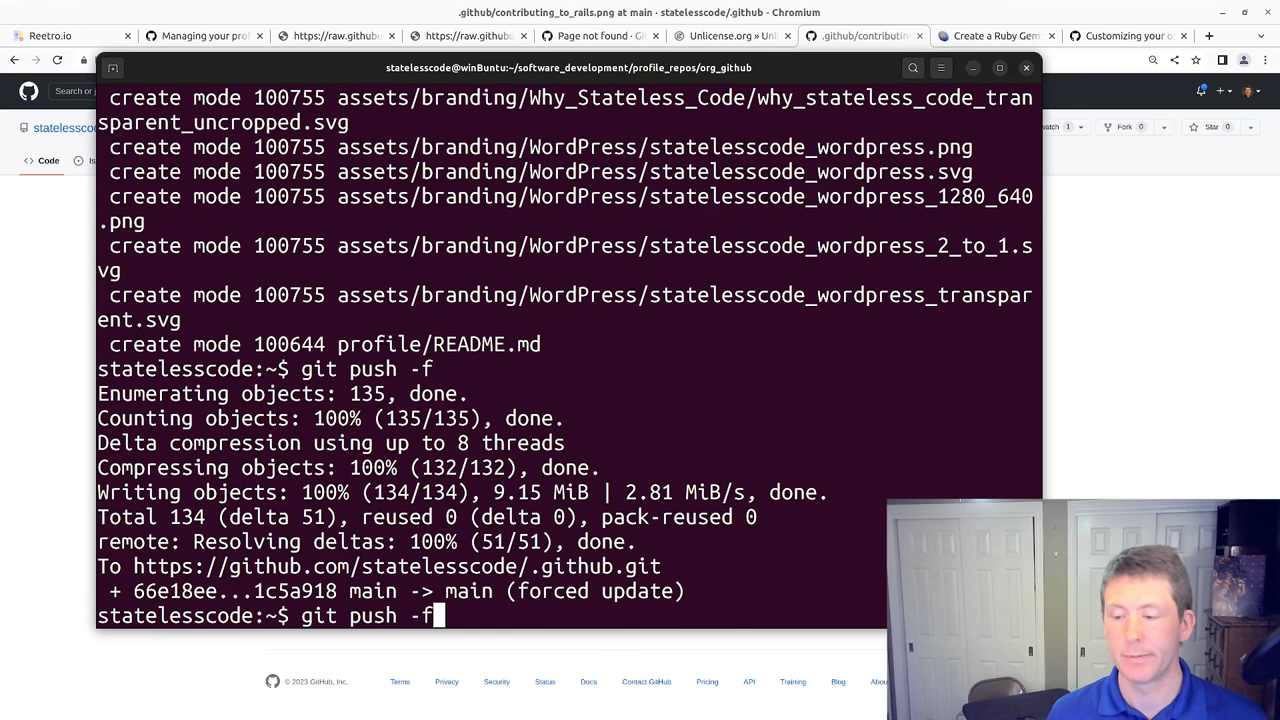 .github/contributing_to_rails.png at main · statelesscode/.github - Chromium
Retro.io
Managing your prof
https://raw.githubu
https://raw.githubu
Page not found · G
Unlicense.org » Unl
.github/contributin
Create a Ruby Gem
Customizing your o
statelesscode@winBuntu:~/software_development/profile_repos/org_github
Search or
statelessco
Code
Is
watch 1
Fork 0
Star 0
create mode 100755 assets/branding/Why_Stateless_Code/why_stateless_code_tran
sparent_uncropped.svg
create mode 100755 assets/branding/WordPress/statelesscode_wordpress.png
create mode 100755 assets/branding/WordPress/statelesscode_wordpress.svg
create mode 100755 assets/branding/WordPress/statelesscode_wordpress_1280_640
.png
create mode 100755 assets/branding/WordPress/statelesscode_wordpress_2_to_1.s
vg
create mode 100755 assets/branding/WordPress/statelesscode_wordpress_transpar
ent.svg
create mode 100644 profile/README.md
statelesscode:~$ git push -f
Enumerating objects: 135, done.
Counting objects: 100% (135/135), done.
Delta compression using up to 8 threads
Compressing objects: 100% (132/132), done.
Writing objects: 100% (134/134), 9.15 MiB | 2.81 MiB/s, done.
Total 134 (delta 51), reused 0 (delta 0), pack-reused 0
remote: Resolving deltas: 100% (51/51), done.
To https://github.com/statelesscode/.github.git
+ 66e18ee...1c5a918 main -> main (forced update)
statelesscode:~$ git push -f
© 2023 GitHub, Inc.
Terms
Privacy
Security
Status
Docs
Contact GitHub
Pricing
API
Training
Blog
Abou